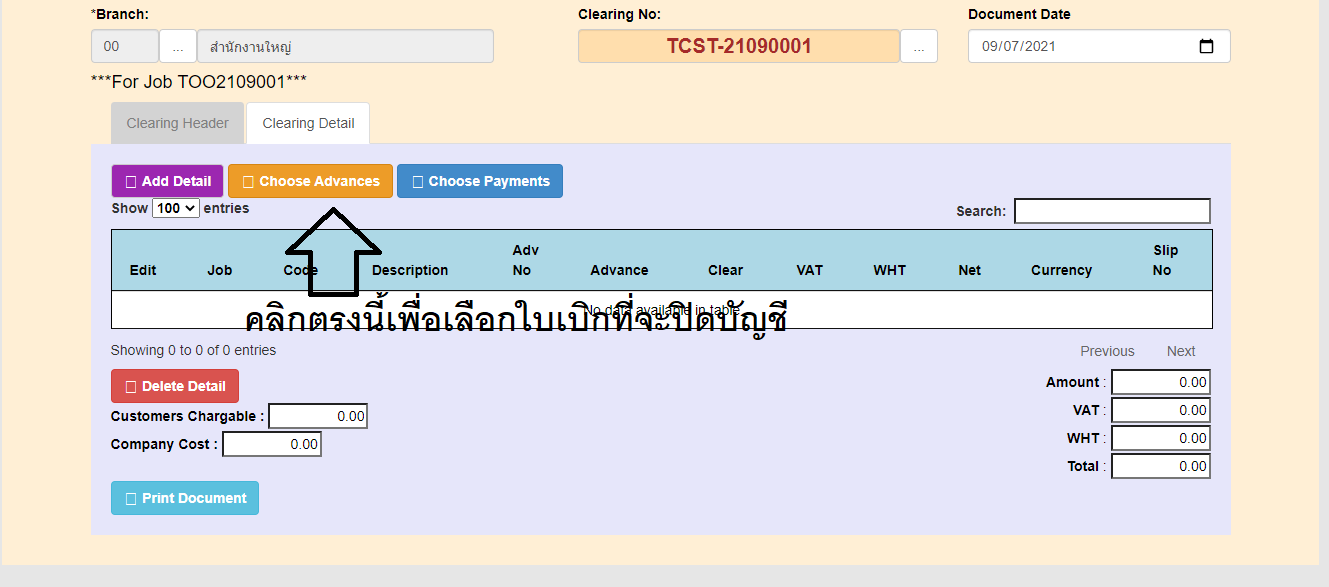 *Branch:
Clearing No:
Document Date
00
...
สำนักงานใหญ่
TCST-21090001
...
09/07/2021
***For Job TOO2109001***
Clearing Header
Clearing Detail
Add Detail
Choose Advances
Choose Payments
Show 100 entries
Search:
Edit
Job
Code
Description
Adv No
Advance
Clear
VAT
WHT
Net
Currency
Slip No
No data available in table
คลิกตรงนี้เพื่อเลือกใบเบิกที่จะปิดบัญชี
Showing 0 to 0 of 0 entries
Previous
Next
Delete Detail
Amount : 0.00
Customers Chargable : 0.00
VAT : 0.00
Company Cost : 0.00
WHT : 0.00
Total : 0.00
Print Document